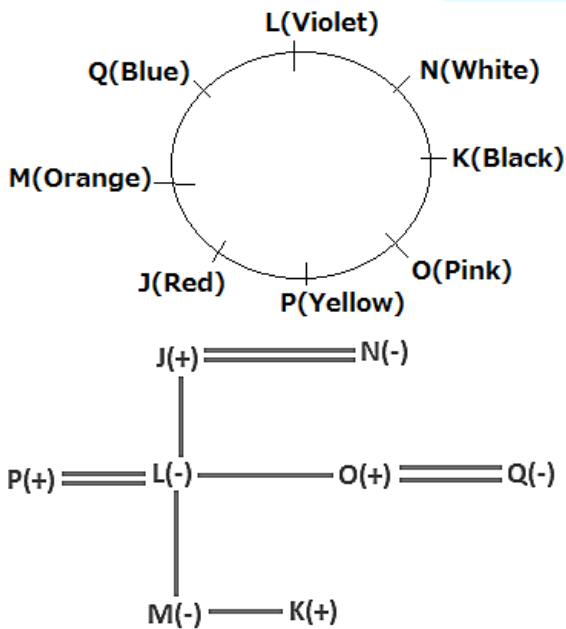 L(Violet)
Q(Blue)
N(White)
M(Orange)
K(Black)
J(Red)
O(Pink)
P(Yellow)
J(+)
N(-)
P(+)
L(-)
O(+)
Q(-)
M(-)
K(+)